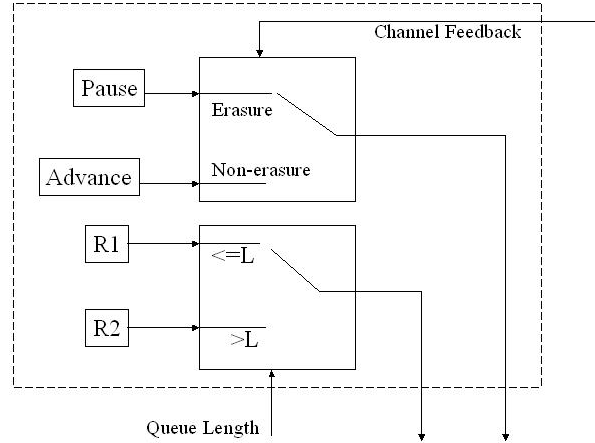 Channel Feedback
Pause
Erasure
Advance
Non-erasure
R1
<=L
R2
>L
Queue Length